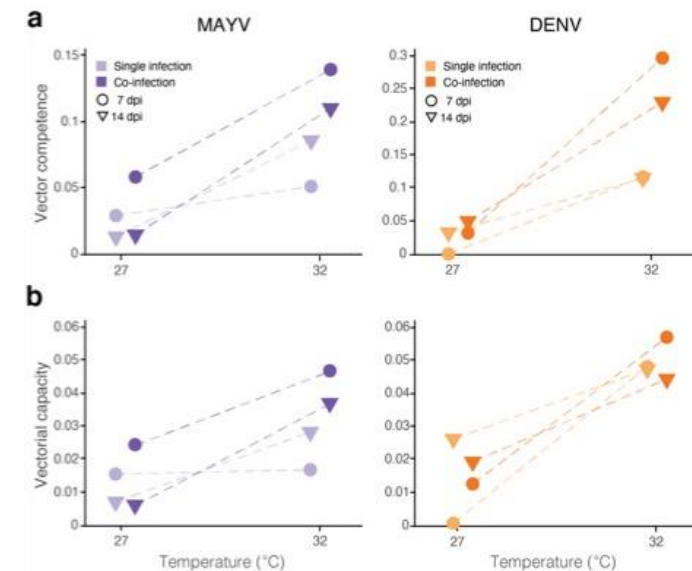 a
MAYV
DENV
Single infection
Co-infection
7 dpi
14 dpi
Vector competence
0.15
0.1
0.05
0
27
32
Single infection
Co-infection
7 dpi
14 dpi
0.3
0.25
0.2
0.15
0.1
0.05
0
27
32
b
Vectorial capacity
0.06
0.05
0.04
0.03
0.02
0.01
0
27
32
Temperature (°C)
0.06
0.05
0.04
0.03
0.02
0.01
0
27
32
Temperature (°C)